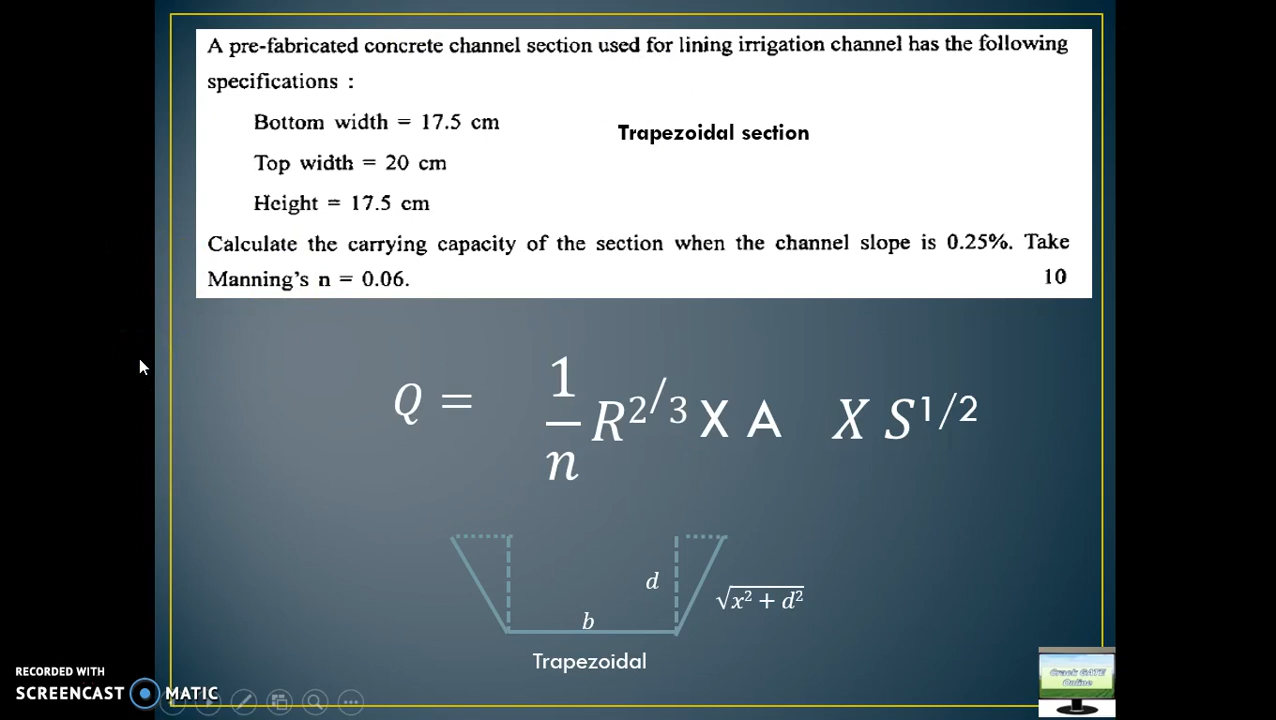 A pre-fabricated concrete channel section used for lining irrigation channel has the following
specifications :
Bottom width = 17.5 cm
Trapezoidal section
Top width = 20 cm
Height = 17.5 cm
Calculate the carrying capacity of the section when the channel slope is 0.25%. Take
Manning's n = 0.06.
10
Q = 1/n R^2/3 X A X S^1/2
d
√x² + d²
b
Trapezoidal
RECORDED WITH
SCREENCAST MATIC
Crack GATE
Online